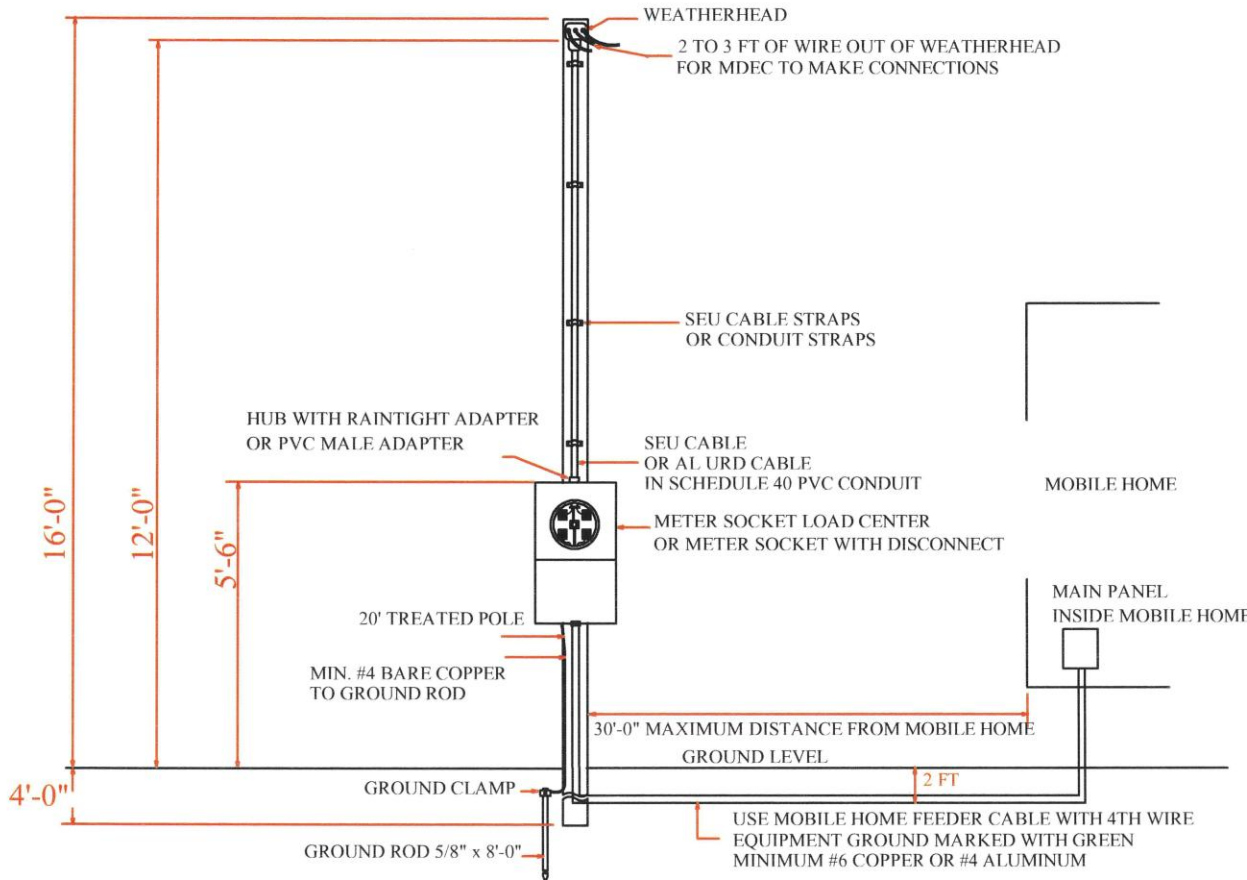 WEATHERHEAD
2 TO 3 FT OF WIRE OUT OF WEATHERHEAD
FOR MDEC TO MAKE CONNECTIONS
SEU CABLE STRAPS
OR CONDUIT STRAPS
HUB WITH RAINTIGHT ADAPTER
OR PVC MALE ADAPTER
SEU CABLE
OR AL URD CABLE
IN SCHEDULE 40 PVC CONDUIT
MOBILE HOME
METER SOCKET LOAD CENTER
OR METER SOCKET WITH DISCONNECT
16'-0"
12'-0"
5'-6"
MAIN PANEL
INSIDE MOBILE HOME
20' TREATED POLE
MIN. #4 BARE COPPER
TO GROUND ROD
30'-0" MAXIMUM DISTANCE FROM MOBILE HOME
GROUND LEVEL
4'-0"
GROUND CLAMP
2 FT
USE MOBILE HOME FEEDER CABLE WITH 4TH WIRE
EQUIPMENT GROUND MARKED WITH GREEN
MINIMUM #6 COPPER OR #4 ALUMINUM
GROUND ROD 5/8" x 8'-0"